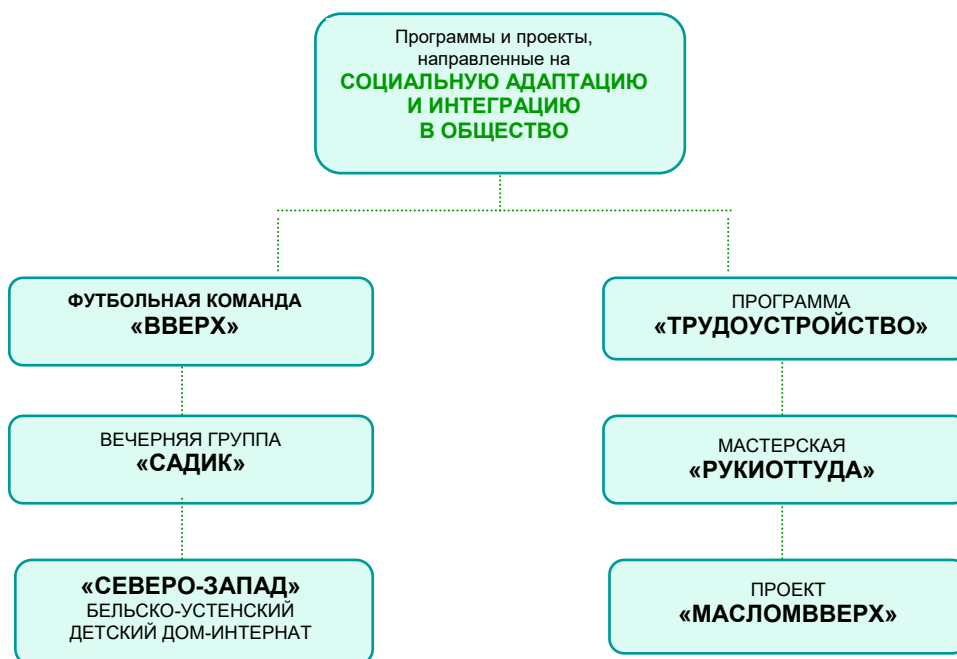 Программы и проекты,
направленные на
СОЦИАЛЬНУЮ АДАПТАЦИЮ
И ИНТЕГРАЦИЮ
В ОБЩЕСТВО
ФУТБОЛЬНАЯ КОМАНДА
«ВВЕРХ»
ПРОГРАММА
«ТРУДОУСТРОЙСТВО»
ВЕЧЕРНЯЯ ГРУППА
«САДИК»
МАСТЕРСКАЯ
«РУКИОТТУДА»
«СЕВЕРО-ЗАПАД»
БЕЛЬСКО-УСТЕНСКИЙ
ДЕТСКИЙ ДОМ-ИНТЕРНАТ
ПРОЕКТ
«МАСЛОМВВЕРХ»